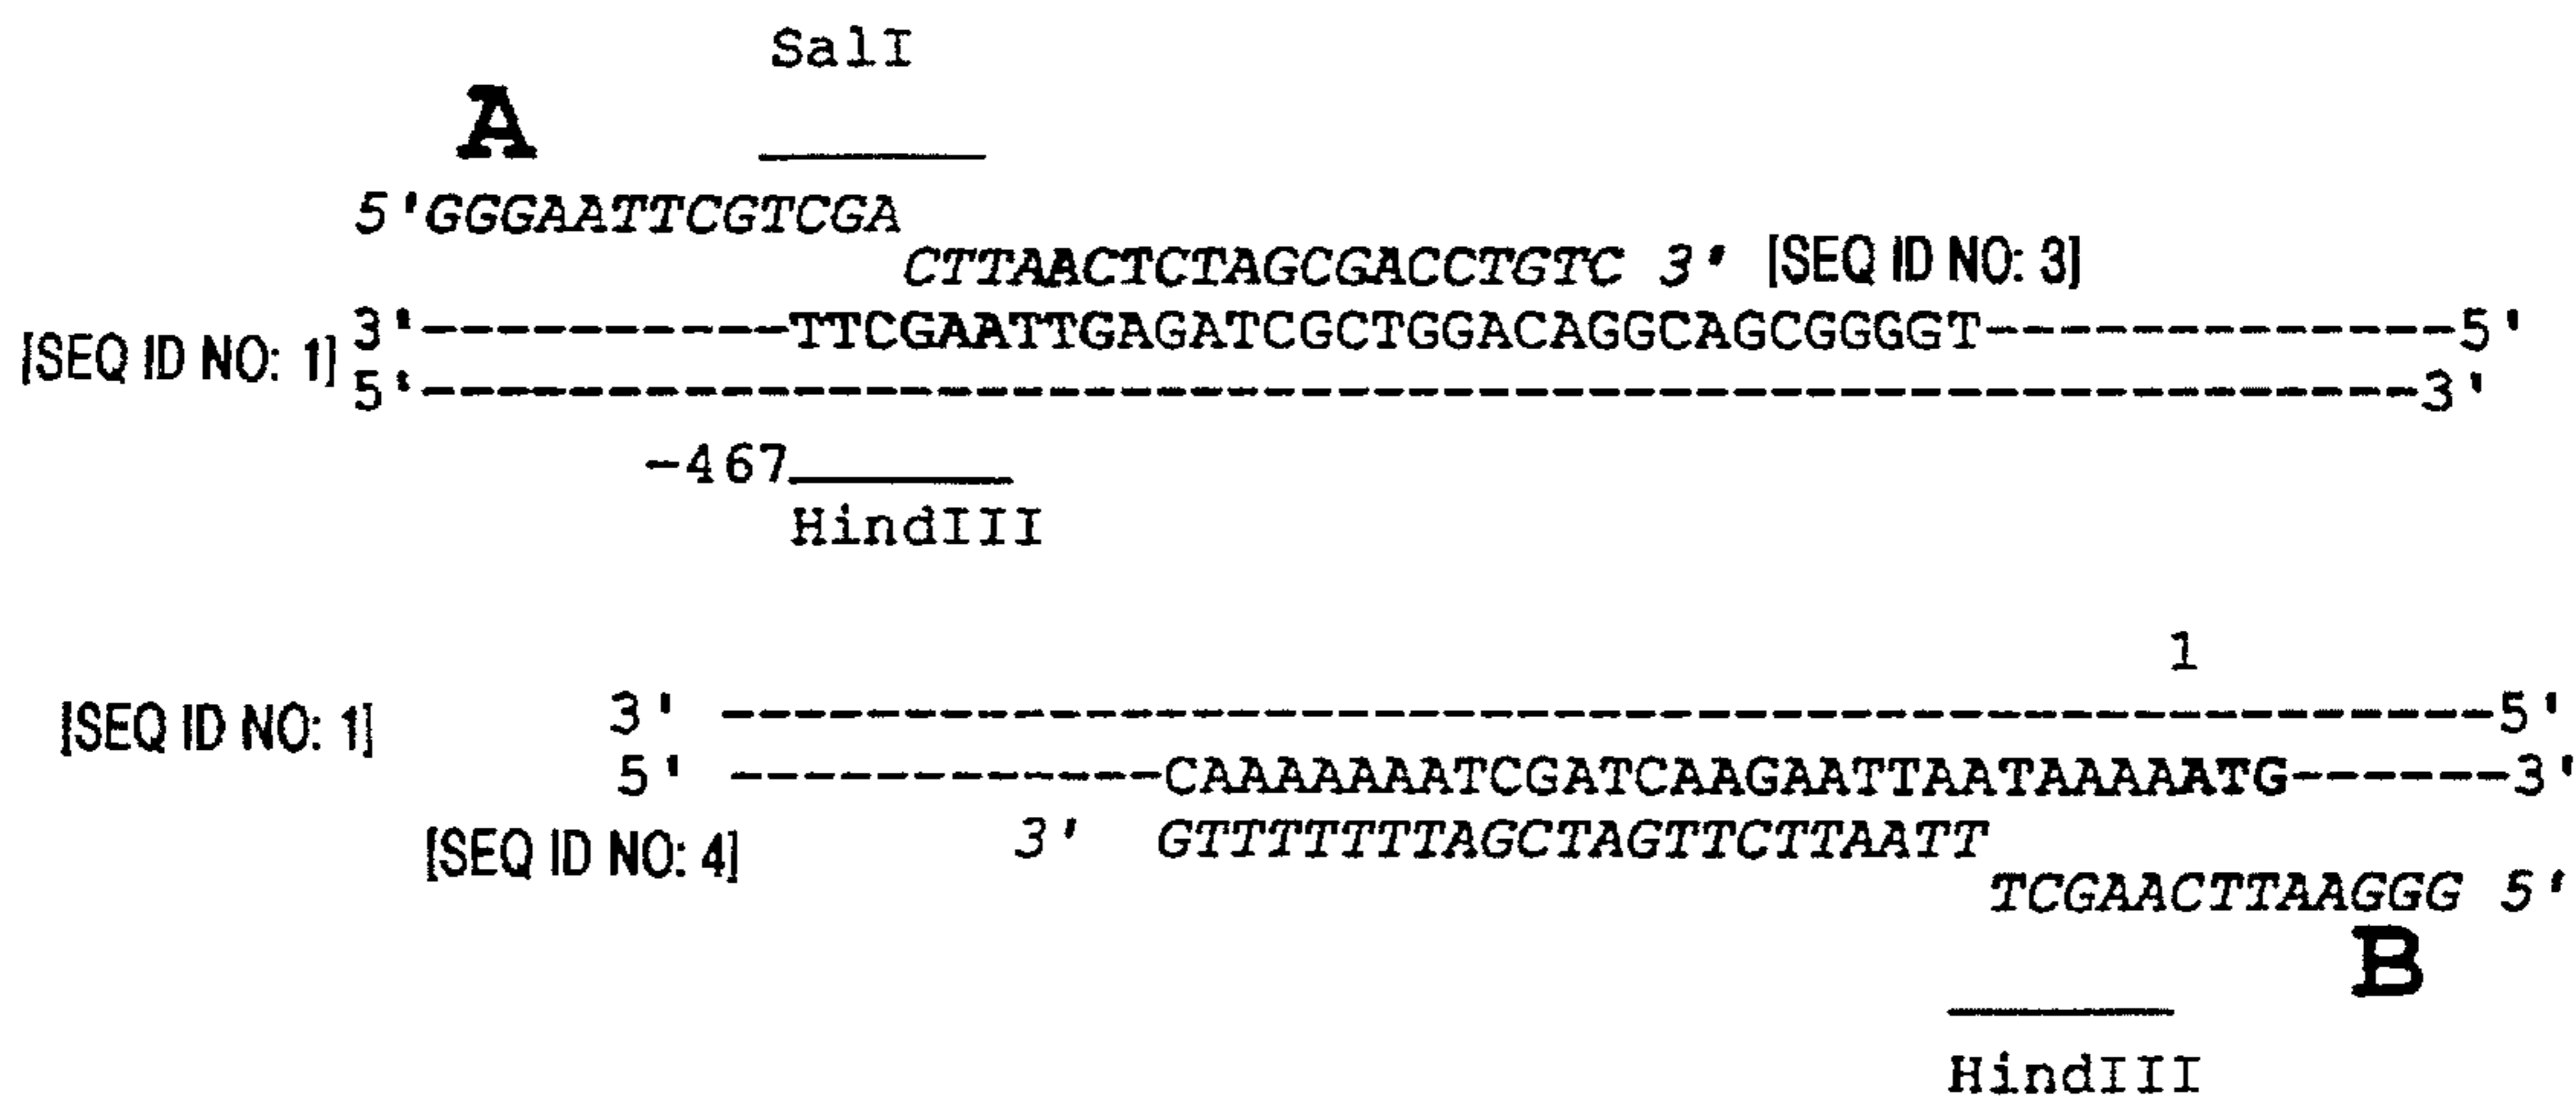 SalI
A
5'GGGAATTCGTCGA
CTTAACTCTAGCGACCTGTC 3' [SEQ ID NO: 3]
[SEQ ID NO: 1] 3'----------TTCGAATTGAGATCGCTGGACAGGCAGCGGGGT-------------5'
5'-------------------------------------------------------3'
-467
HindIII
1
[SEQ ID NO: 1] 3' -------------------------------------------------5'
5' ------------CAAAAAAATCGATCAAGAATTAATAAAAATG------3'
[SEQ ID NO: 4] 3' GTTTTTTTAGCTAGTTCTTAATT
TCGAACTTAAGGG 5'
B
HindIII